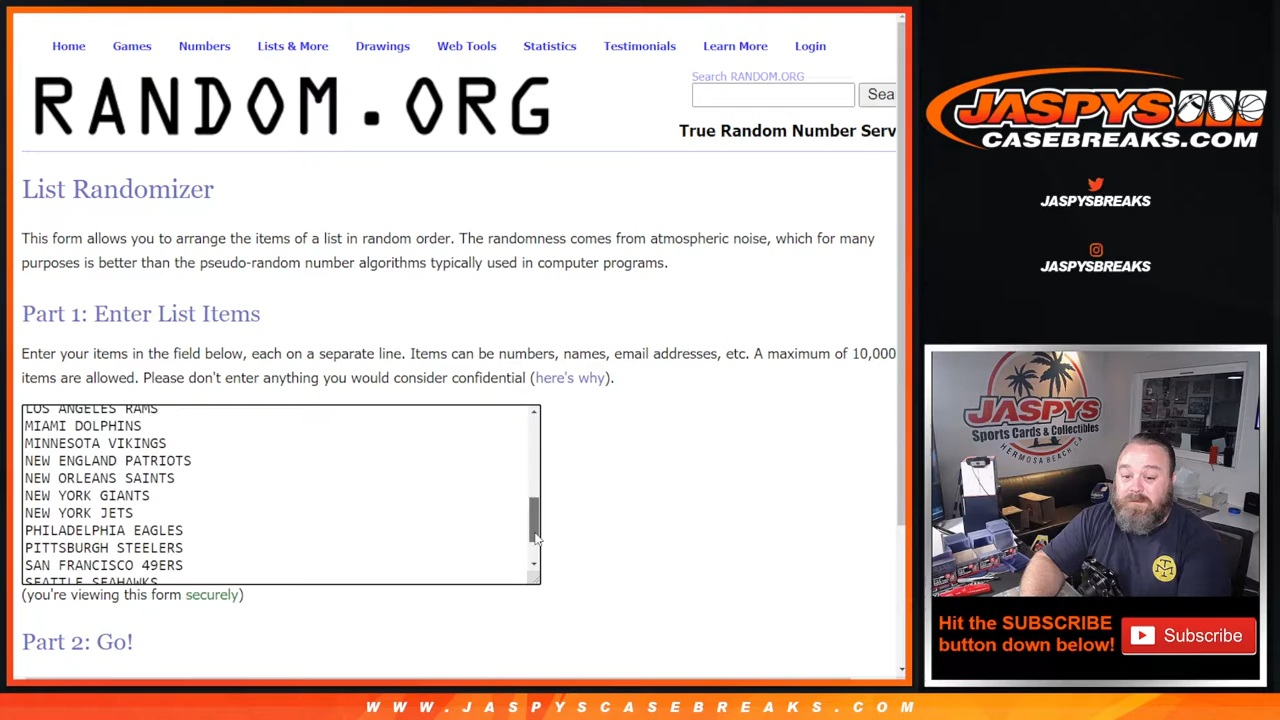 Home Games Numbers Lists & More Drawings Web Tools Statistics Testimonials Learn More Login
RANDOM.ORG
Search RANDOM.ORG
Sea
True Random Number Serv
List Randomizer
This form allows you to arrange the items of a list in random order. The randomness comes from atmospheric noise, which for many
purposes is better than the pseudo-random number algorithms typically used in computer programs.
Part 1: Enter List Items
Enter your items in the field below, each on a separate line. Items can be numbers, names, email addresses, etc. A maximum of 10,000
items are allowed. Please don't enter anything you would consider confidential (here's why).
LOS ANGELES RAMS
MIAMI DOLPHINS
MINNESOTA VIKINGS
NEW ENGLAND PATRIOTS
NEW ORLEANS SAINTS
NEW YORK GIANTS
NEW YORK JETS
PHILADELPHIA EAGLES
PITTSBURGH STEELERS
SAN FRANCISCO 49ERS
SEATTLE SEAHAWKS
(you're viewing this form securely)
Part 2: Go!
JASPYS
CASEBREAKS.COM
JASPYSBREAKS
JASPYSBREAKS
JASPYS
Sports Cards & Collectibles
HERMOSA BEACH CA
Hit the SUBSCRIBE
button down below!
Subscribe
WWW.JASPYSCASEBREAKS.COM